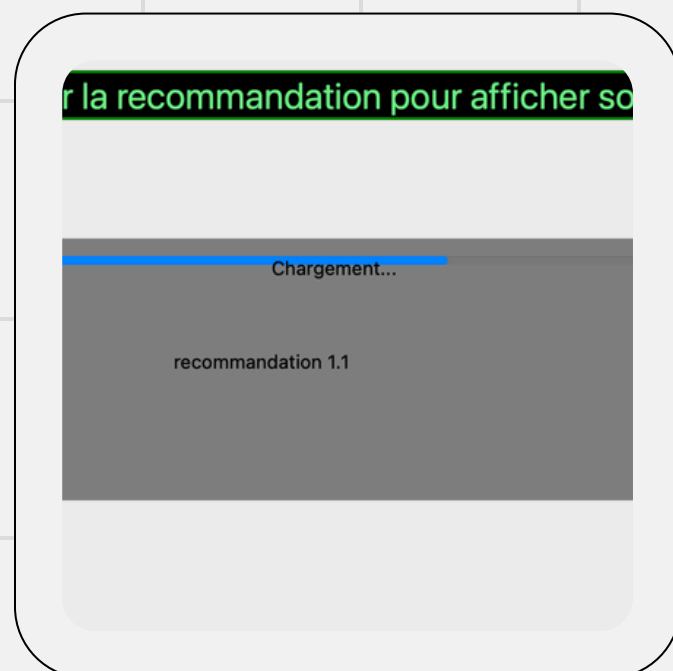 r la recommandation pour afficher so
Chargement...
recommandation 1.1